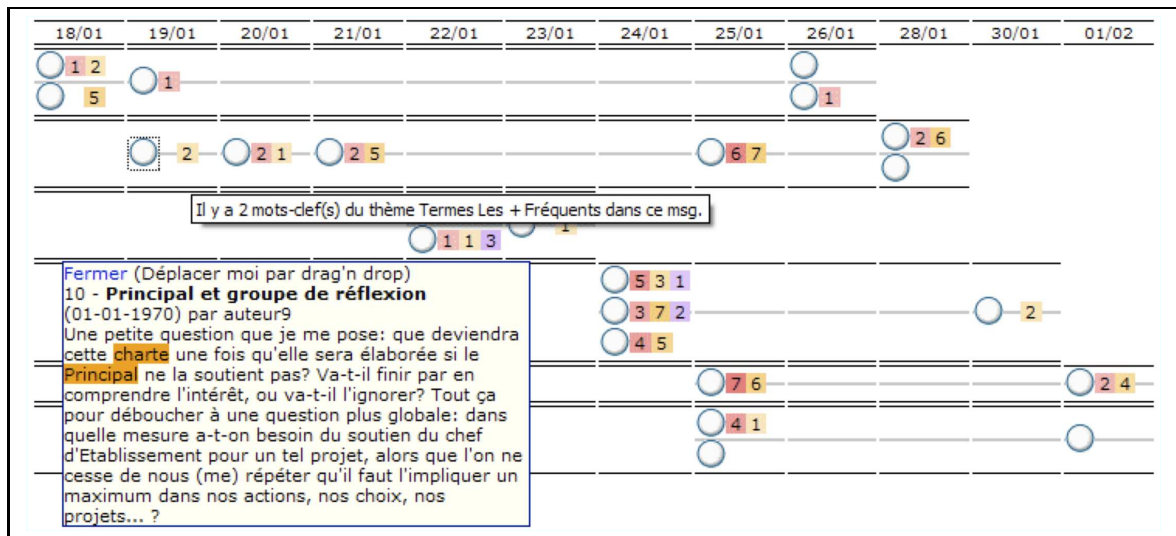 18/01 19/01 20/01 21/01 22/01 23/01 24/01 25/01 26/01 28/01 30/01 01/02
1 2
1
5
1
2 2 1 2 5 6 7 2 6
Il y a 2 mots-clef(s) du thème Termes Les + Fréquents dans ce msg.
1
1 1 3
Fermer (Déplacer moi par drag'n drop)
10 - Principal et groupe de réflexion
(01-01-1970) par auteur9
Une petite question que je me pose: que deviendra
cette charte une fois qu'elle sera élaborée si le
Principal ne la soutient pas? Va-t-il finir par en
comprendre l'intérêt, ou va-t-il l'ignorer? Tout ça
pour déboucher à une question plus globale: dans
quelle mesure a-t-on besoin du soutien du chef
d'Etablissement pour un tel projet, alors que l'on ne
cesse de nous (me) répéter qu'il faut l'impliquer un
maximum dans nos actions, nos choix, nos
projets... ?
5 3 1
3 7 2 2
4 5
7 6 2 4
4 1